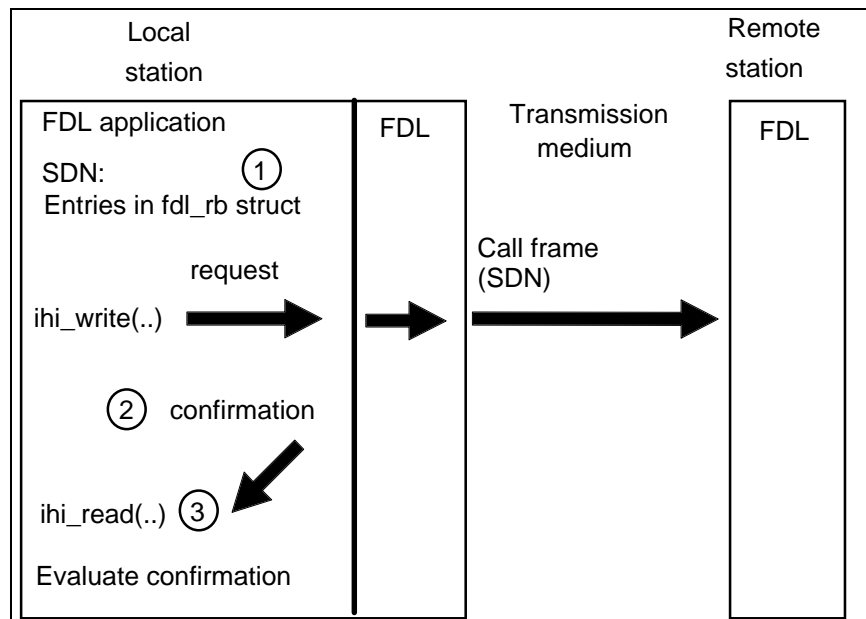 Local
station
Remote
station
FDL application
FDL
Transmission
medium
FDL
SDN:
1
Entries in fdl_rb struct
request
Call frame
(SDN)
ihi_write(..)
2 confirmation
ihi_read(..) 3
Evaluate confirmation